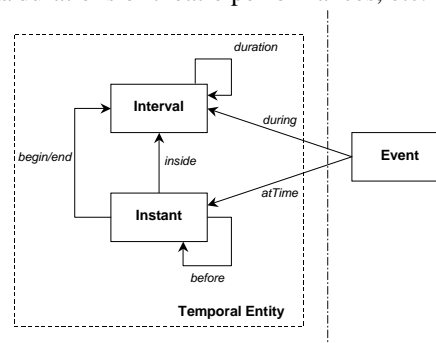 duration
Interval
during
Event
begin/end
inside
atTime
Instant
before
Temporal Entity